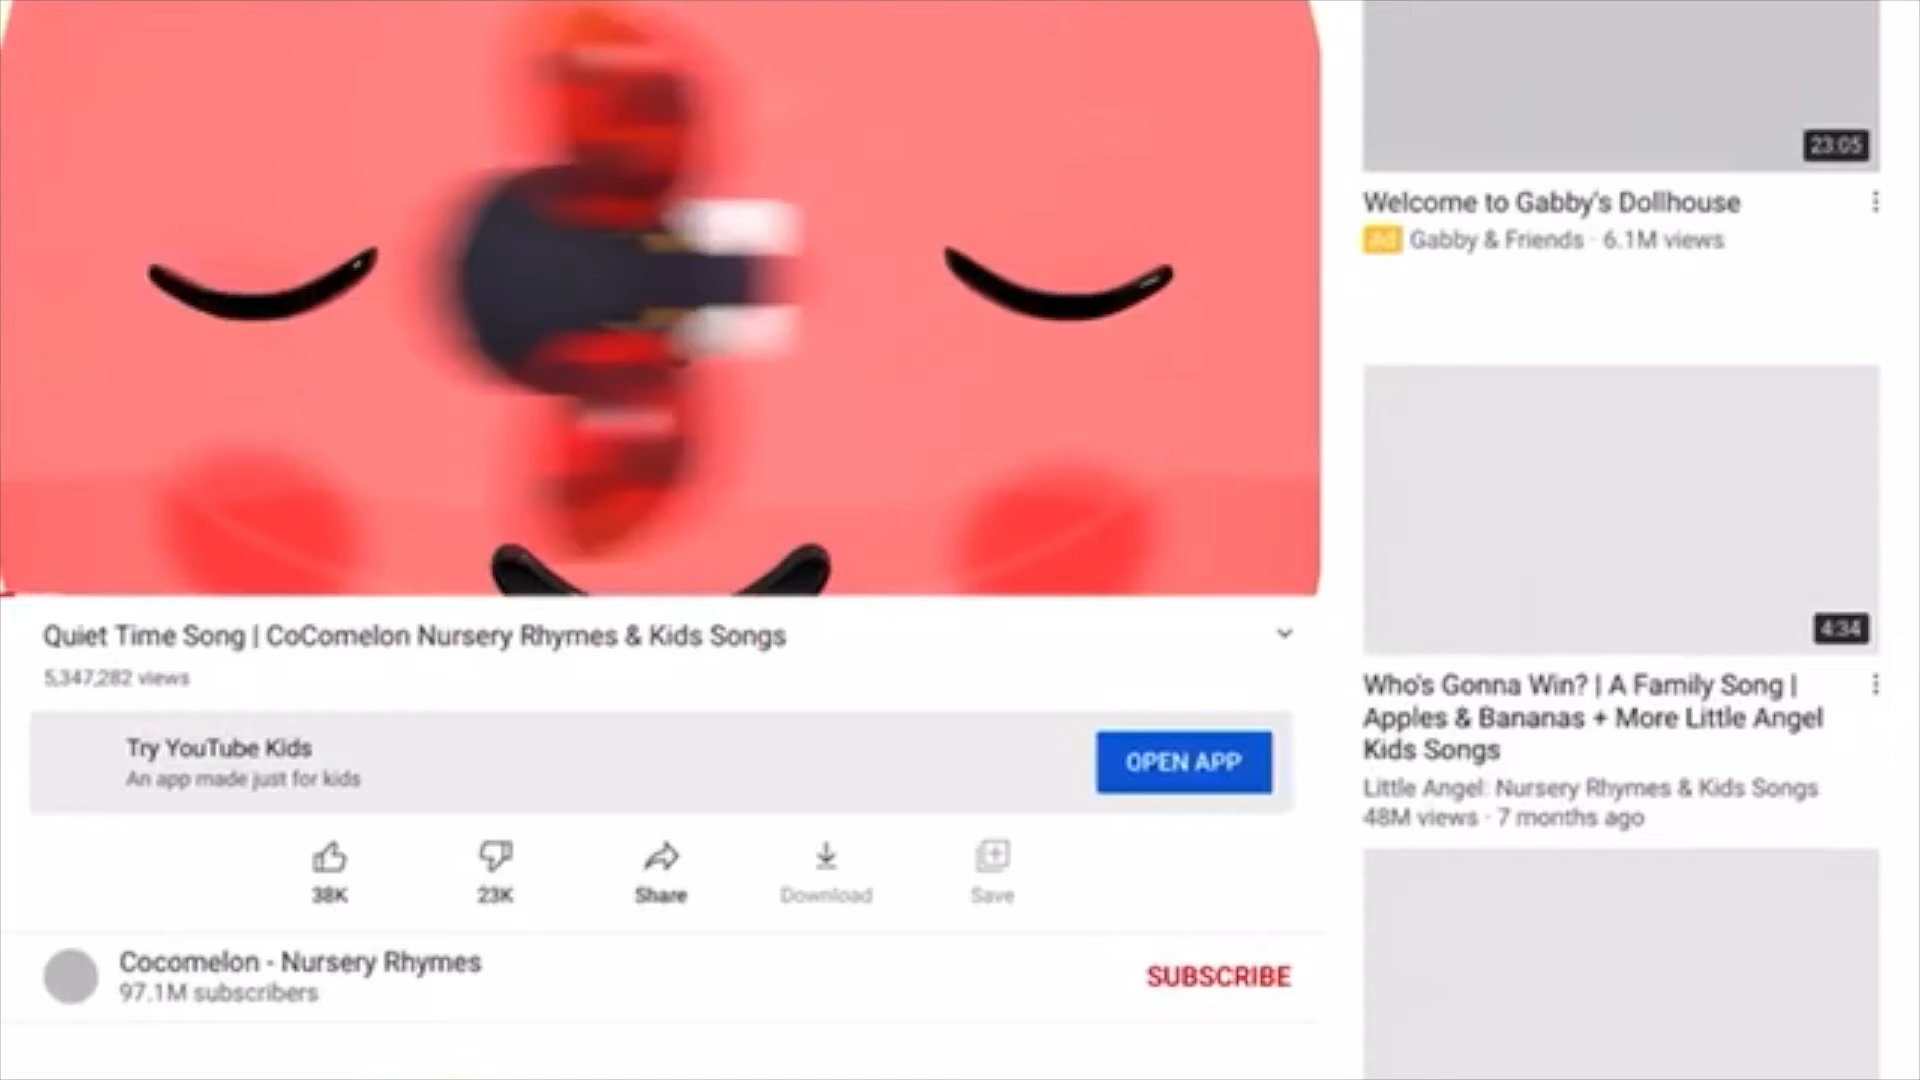 23:05
Welcome to Gabby's Dollhouse
Ad Gabby & Friends · 6.1M views
Quiet Time Song | CoComelon Nursery Rhymes & Kids Songs
5,347,282 views
Try YouTube Kids
An app made just for kids
OPEN APP
38K
23K
Share
Download
Save
Cocomelon - Nursery Rhymes
97.1M subscribers
SUBSCRIBE
4:34
Who's Gonna Win? | A Family Song |
Apples & Bananas + More Little Angel
Kids Songs
Little Angel: Nursery Rhymes & Kids Songs
48M views · 7 months ago